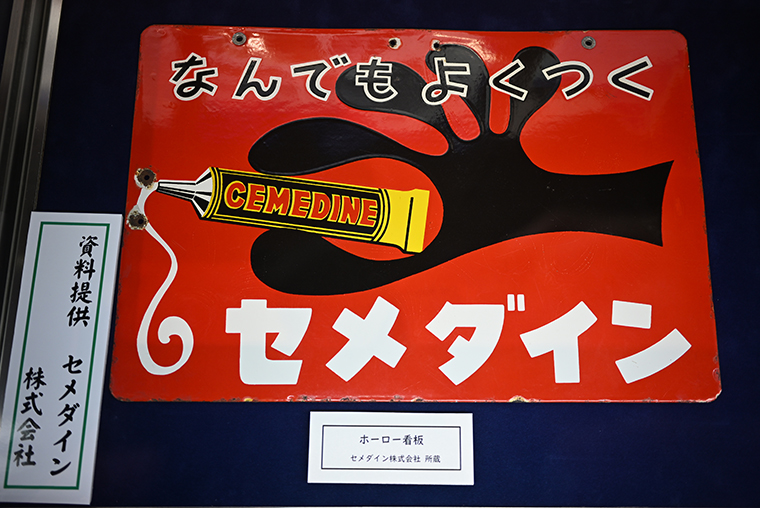 なんでもよくつく
CEMEDINE
セメダイン
資料提供 セメダイン
株式会社
ホーロー看板
セメダイン株式会社 所蔵